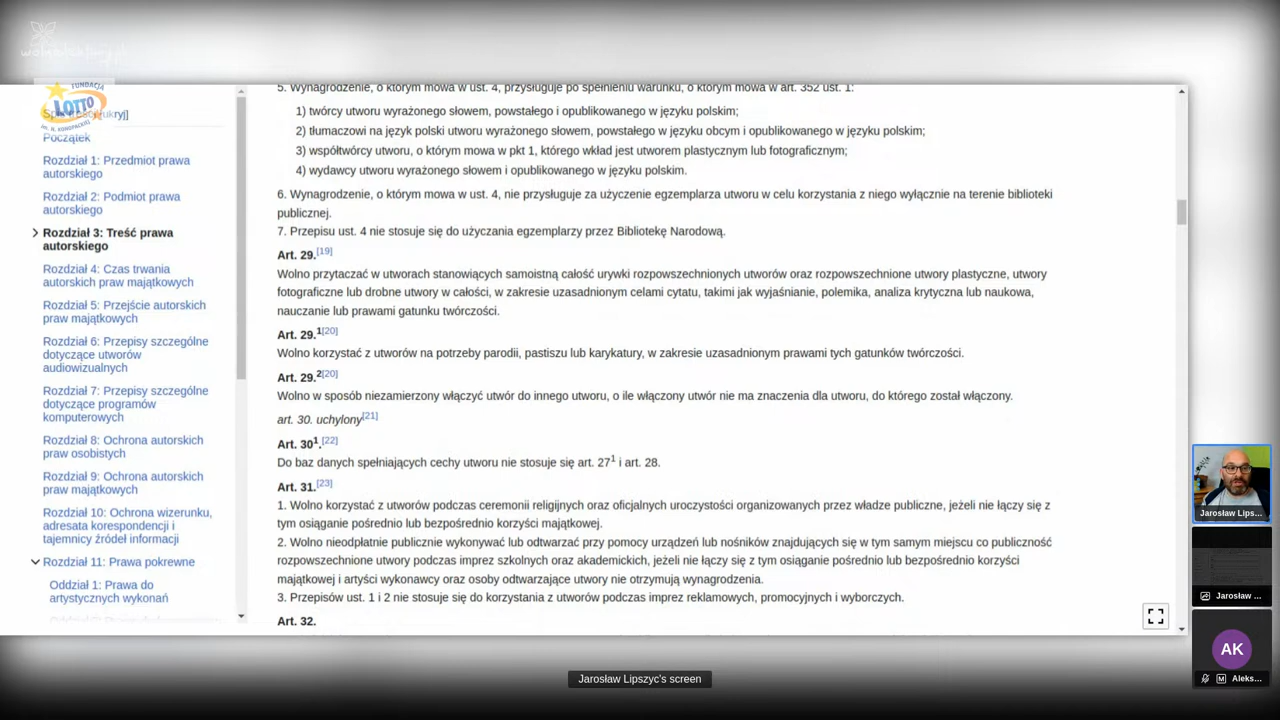 FUNDACJA
LOTTO
Początek
Rozdział 1: Przedmiot prawa
autorskiego
Rozdział 2: Podmiot prawa
autorskiego
Rozdział 3: Treść prawa
autorskiego
Rozdział 4: Czas trwania
autorskich praw majątkowych
Rozdział 5: Przejście autorskich
praw majątkowych
Rozdział 6: Przepisy szczególne
dotyczące utworów
audiowizualnych
Rozdział 7: Przepisy szczególne
dotyczące programów
komputerowych
Rozdział 8: Ochrona autorskich
praw osobistych
Rozdział 9: Ochrona autorskich
praw majątkowych
Rozdział 10: Ochrona wizerunku,
adresata korespondencji i
tajemnicy źródeł informacji
Rozdział 11: Prawa pokrewne
Oddział 1: Prawa do
artystycznych wykonań
5. Wynagrodzenie, o którym mowa w ust. 4, przysługuje po spełnieniu warunku, o którym mowa w art. 352 ust. 1:
1) twórcy utworu wyrażonego słowem, powstałego i opublikowanego w języku polskim;
2) tłumaczowi na język polski utworu wyrażonego słowem, powstałego w języku obcym i opublikowanego w języku polskim;
3) współtwórcy utworu, o którym mowa w pkt 1, którego wkład jest utworem plastycznym lub fotograficznym;
4) wydawcy utworu wyrażonego słowem i opublikowanego w języku polskim.
6. Wynagrodzenie, o którym mowa w ust. 4, nie przysługuje za użyczenie egzemplarza utworu w celu korzystania z niego wyłącznie na terenie biblioteki
publicznej.
7. Przepisu ust. 4 nie stosuje się do użyczania egzemplarzy przez Bibliotekę Narodową.
Art. 29.[19]
Wolno przytaczać w utworach stanowiących samoistną całość urywki rozpowszechnionych utworów oraz rozpowszechnione utwory plastyczne, utwory
fotograficzne lub drobne utwory w całości, w zakresie uzasadnionym celami cytatu, takimi jak wyjaśnianie, polemika, analiza krytyczna lub naukowa,
nauczanie lub prawami gatunku twórczości.
Art. 29.1[20]
Wolno korzystać z utworów na potrzeby parodii, pastiszu lub karykatury, w zakresie uzasadnionym prawami tych gatunków twórczości.
Art. 29.2[20]
Wolno w sposób niezamierzony włączyć utwór do innego utworu, o ile włączony utwór nie ma znaczenia dla utworu, do którego został włączony.
art. 30. uchylony[21]
Art. 301.[22]
Do baz danych spełniających cechy utworu nie stosuje się art. 271 i art. 28.
Art. 31.[23]
1. Wolno korzystać z utworów podczas ceremonii religijnych oraz oficjalnych uroczystości organizowanych przez władze publiczne, jeżeli nie łączy się z
tym osiąganie pośrednio lub bezpośrednio korzyści majątkowej.
2. Wolno nieodpłatnie publicznie wykonywać lub odtwarzać przy pomocy urządzeń lub nośników znajdujących się w tym samym miejscu co publiczność
rozpowszechnione utwory podczas imprez szkolnych oraz akademickich, jeżeli nie łączy się z tym osiąganie pośrednio lub bezpośrednio korzyści
majątkowej i artyści wykonawcy oraz osoby odtwarzające utwory nie otrzymują wynagrodzenia.
3. Przepisów ust. 1 i 2 nie stosuje się do korzystania z utworów podczas imprez reklamowych, promocyjnych i wyborczych.
Art. 32.
Jarosław Lips...
Jarosław ...
AK
M Aleks...
Jarosław Lipszyc's screen